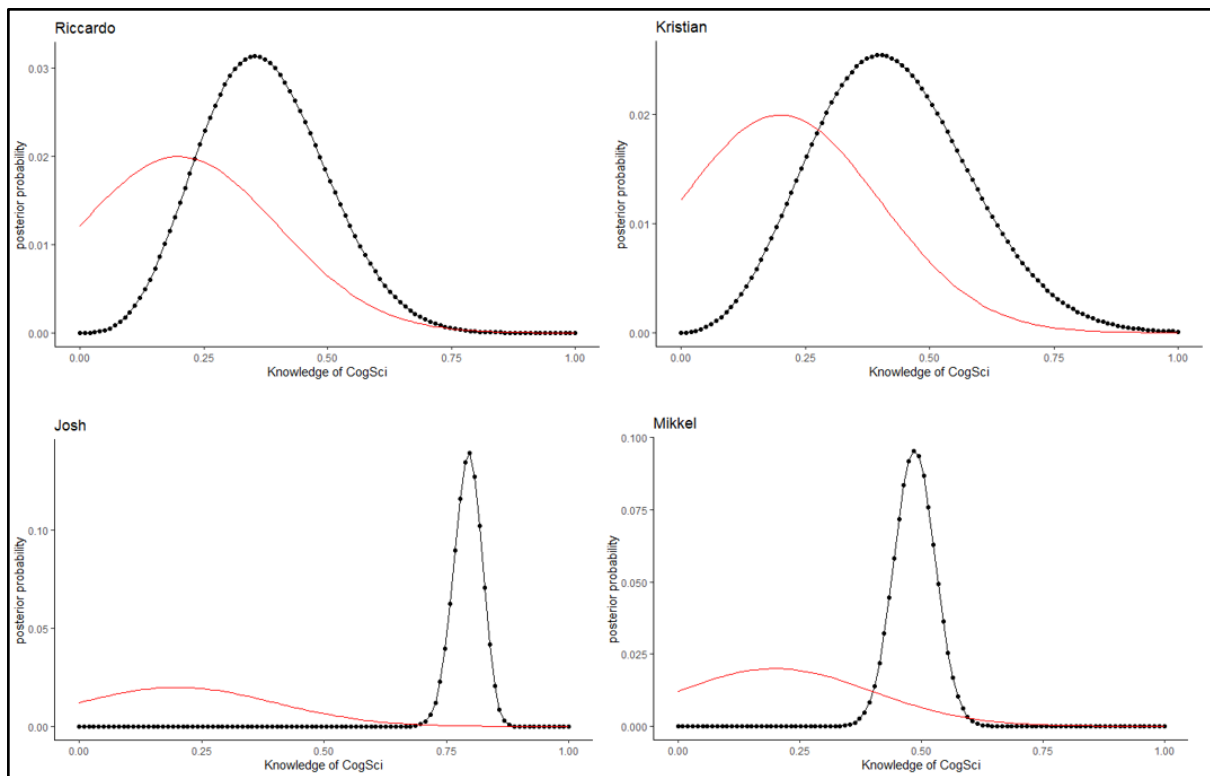 Riccardo
posterior probability
0.03
0.02
0.01
0.00
0.00 0.25 0.50 0.75 1.00
Knowledge of CogSci
Kristian
posterior probability
0.02
0.01
0.00
0.00 0.25 0.50 0.75 1.00
Knowledge of CogSci
Josh
posterior probability
0.10
0.05
0.00
0.00 0.25 0.50 0.75 1.00
Knowledge of CogSci
Mikkel
posterior probability
0.100
0.075
0.050
0.025
0.000
0.00 0.25 0.50 0.75 1.00
Knowledge of CogSci